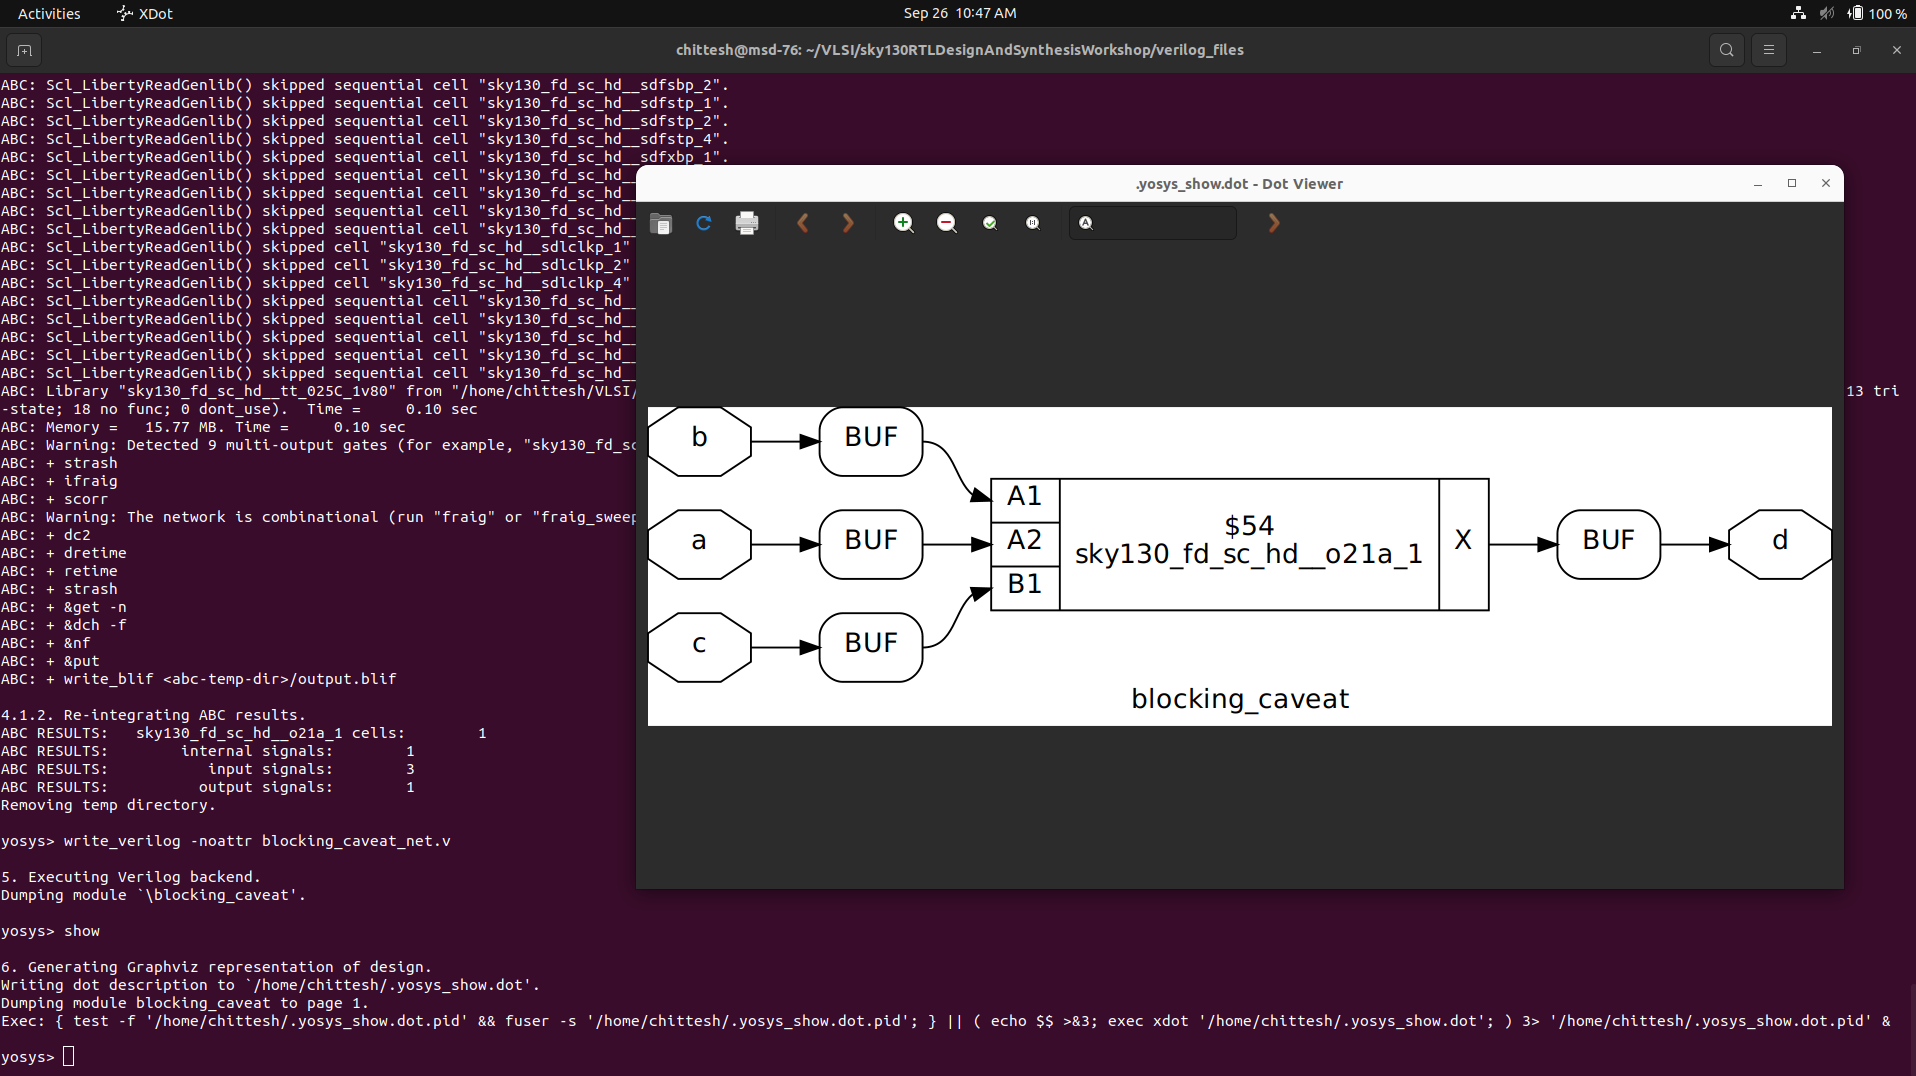 Activities
XDot
Sep 26 10:47 AM
100 %
chittesh@msd-76: ~/VLSI/sky130RTLDesignAndSynthesisWorkshop/verilog_files
ABC: Scl_LibertyReadGenlib() skipped sequential cell "sky130_fd_sc_hd__sdfsbp_2".
ABC: Scl_LibertyReadGenlib() skipped sequential cell "sky130_fd_sc_hd__sdfstp_1".
ABC: Scl_LibertyReadGenlib() skipped sequential cell "sky130_fd_sc_hd__sdfstp_2".
ABC: Scl_LibertyReadGenlib() skipped sequential cell "sky130_fd_sc_hd__sdfstp_4".
ABC: Scl_LibertyReadGenlib() skipped sequential cell "sky130_fd_sc_hd__sdfxbp_1".
ABC: Scl_LibertyReadGenlib() skipped sequential cell "sky130_fd_sc_hd__
ABC: Scl_LibertyReadGenlib() skipped sequential cell "sky130_fd_sc_hd__
ABC: Scl_LibertyReadGenlib() skipped sequential cell "sky130_fd_sc_hd__
ABC: Scl_LibertyReadGenlib() skipped sequential cell "sky130_fd_sc_hd__
ABC: Scl_LibertyReadGenlib() skipped cell "sky130_fd_sc_hd__sdlclkp_1"
ABC: Scl_LibertyReadGenlib() skipped cell "sky130_fd_sc_hd__sdlclkp_2"
ABC: Scl_LibertyReadGenlib() skipped cell "sky130_fd_sc_hd__sdlclkp_4"
ABC: Scl_LibertyReadGenlib() skipped sequential cell "sky130_fd_sc_hd__
ABC: Scl_LibertyReadGenlib() skipped sequential cell "sky130_fd_sc_hd__
ABC: Scl_LibertyReadGenlib() skipped sequential cell "sky130_fd_sc_hd__
ABC: Scl_LibertyReadGenlib() skipped sequential cell "sky130_fd_sc_hd__
ABC: Scl_LibertyReadGenlib() skipped sequential cell "sky130_fd_sc_hd__
ABC: Library "sky130_fd_sc_hd__tt_025C_1v80" from "/home/chittesh/VLSI/ 13 tri
-state; 18 no func; 0 dont_use).  Time =     0.10 sec
ABC: Memory =   15.77 MB. Time =     0.10 sec
ABC: Warning: Detected 9 multi-output gates (for example, "sky130_fd_sc
ABC: + strash
ABC: + ifraig
ABC: + scorr
ABC: Warning: The network is combinational (run "fraig" or "fraig_sweep
ABC: + dc2
ABC: + dretime
ABC: + retime
ABC: + strash
ABC: + &get -n
ABC: + &dch -f
ABC: + &nf
ABC: + &put
ABC: + write_blif <abc-temp-dir>/output.blif
4.1.2. Re-integrating ABC results.
ABC RESULTS:   sky130_fd_sc_hd__o21a_1 cells:        1
ABC RESULTS:        internal signals:        1
ABC RESULTS:           input signals:        3
ABC RESULTS:          output signals:        1
Removing temp directory.
yosys> write_verilog -noattr blocking_caveat_net.v
5. Executing Verilog backend.
Dumping module `\blocking_caveat'.
yosys> show
6. Generating Graphviz representation of design.
Writing dot description to `/home/chittesh/.yosys_show.dot'.
Dumping module blocking_caveat to page 1.
Exec: { test -f '/home/chittesh/.yosys_show.dot.pid' && fuser -s '/home/chittesh/.yosys_show.dot.pid'; } || ( echo $$ >&3; exec xdot '/home/chittesh/.yosys_show.dot'; ) 3> '/home/chittesh/.yosys_show.dot.pid' &
yosys>
.yosys_show.dot - Dot Viewer
b
BUF
a
BUF
c
BUF
A1
A2
B1
$54
sky130_fd_sc_hd__o21a_1
X
BUF
d
blocking_caveat